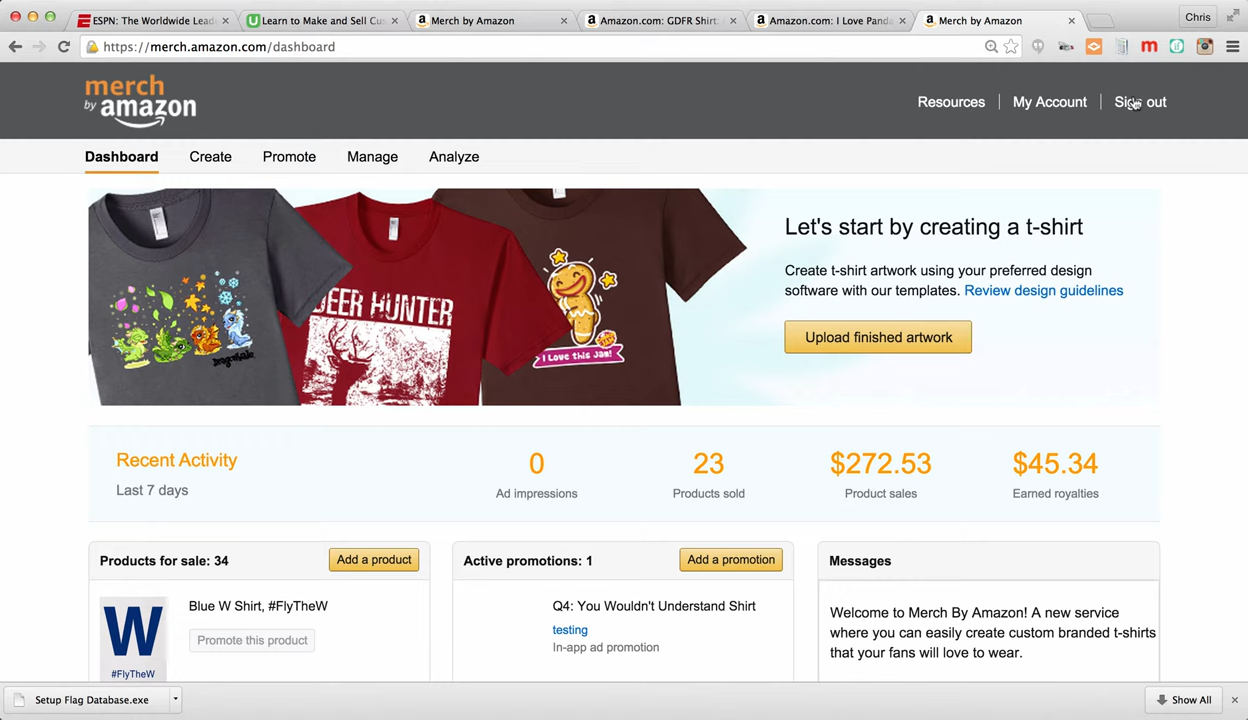 ESPN: The Worldwide Lead
Learn to Make and Sell Cus
Merch by Amazon
Amazon.com: GDFR Shirt:
Amazon.com: I Love Panda
Merch by Amazon
Chris
https://merch.amazon.com/dashboard
merch
by amazon
Resources
My Account
Sign out
Dashboard
Create
Promote
Manage
Analyze
DEER HUNTER
I Love this Jam!
Let's start by creating a t-shirt
Create t-shirt artwork using your preferred design
software with our templates. Review design guidelines
Upload finished artwork
Recent Activity
Last 7 days
0
Ad impressions
23
Products sold
$272.53
Product sales
$45.34
Earned royalties
Products for sale: 34
Add a product
W
#FlyTheW
Blue W Shirt, #FlyTheW
Promote this product
Active promotions: 1
Add a promotion
Q4: You Wouldn't Understand Shirt
testing
In-app ad promotion
Messages
Welcome to Merch By Amazon! A new service
where you can easily create custom branded t-shirts
that your fans will love to wear.
Setup Flag Database.exe
Show All